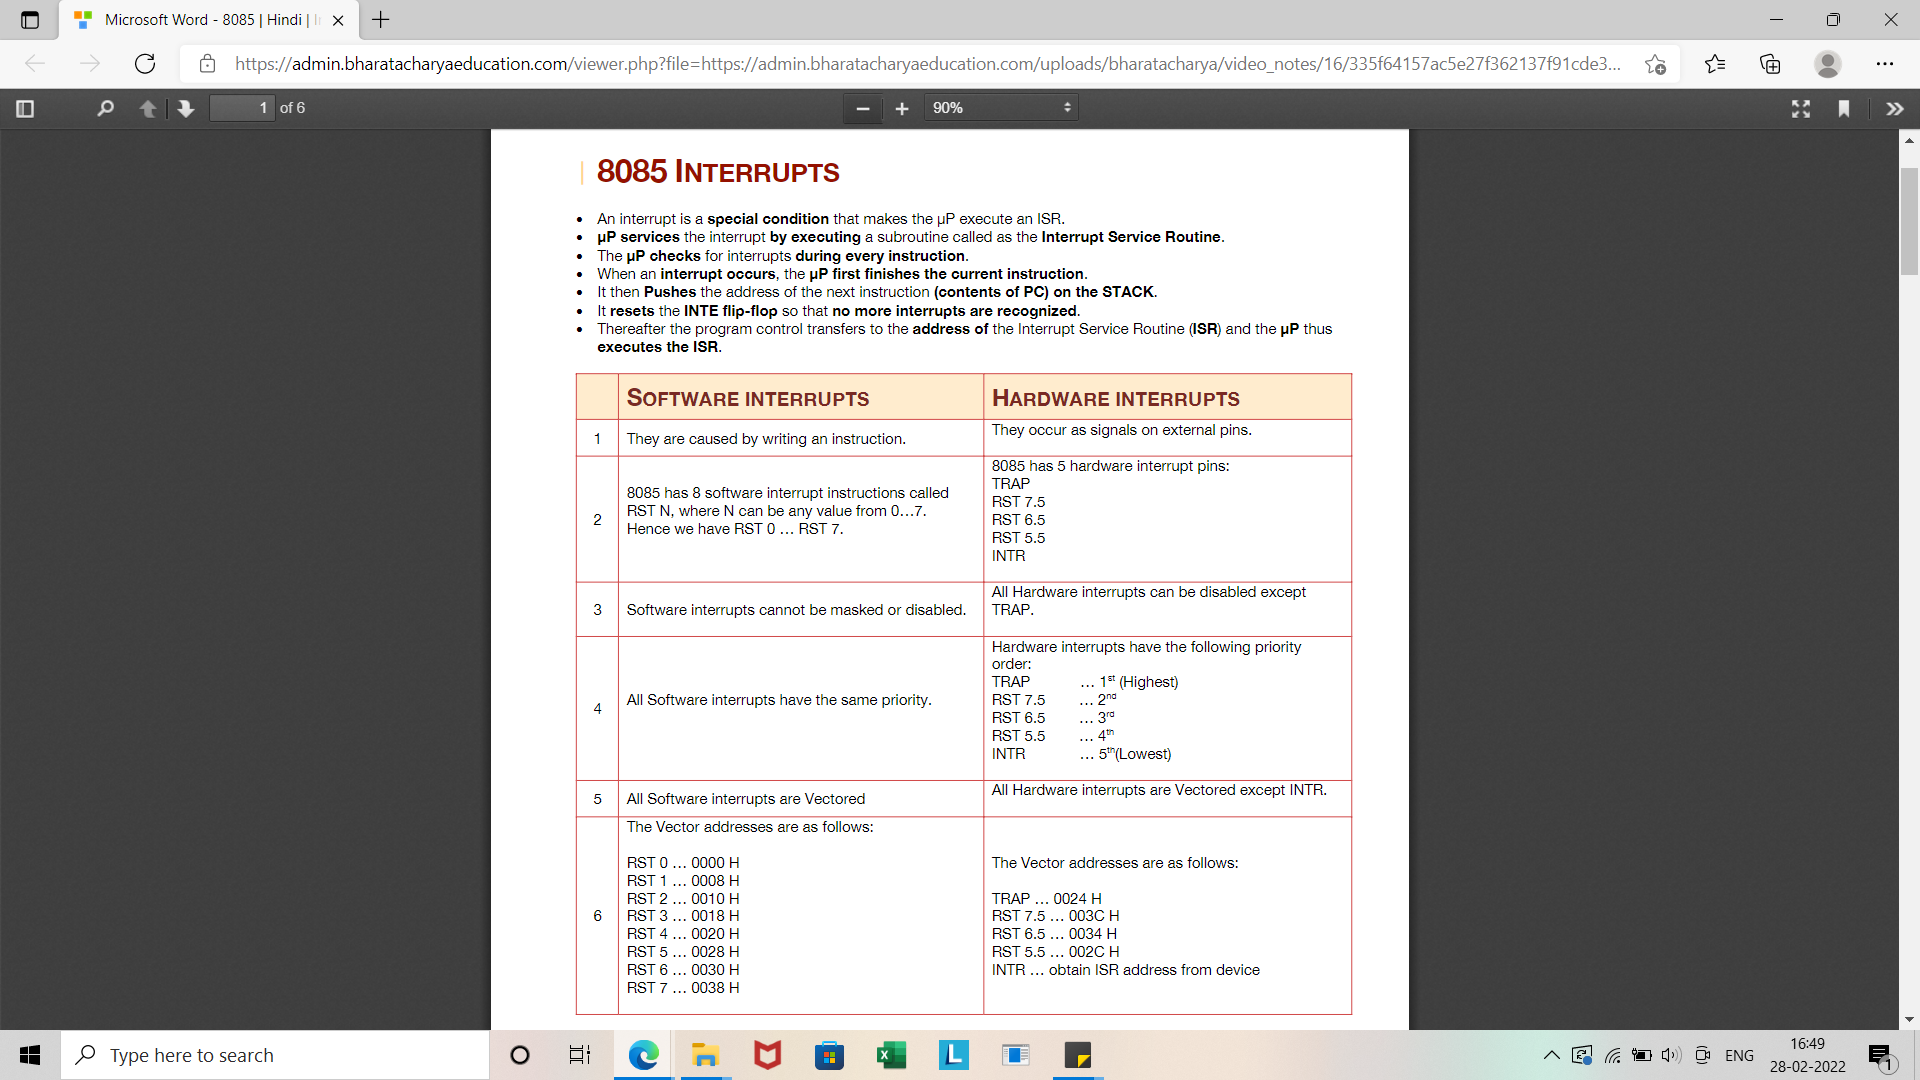 Microsoft Word - 8085 | Hindi |
https://admin.bharatacharyaeducation.com/viewer.php?file=https://admin.bharatacharyaeducation.com/uploads/bharatacharya/video_notes/16/335f64157ac5e27f362137f91cde3...
1 of 6
90%
8085 INTERRUPTS
• An interrupt is a special condition that makes the µP execute an ISR.
• µP services the interrupt by executing a subroutine called as the Interrupt Service Routine.
• The µP checks for interrupts during every instruction.
• When an interrupt occurs, the µP first finishes the current instruction.
• It then Pushes the address of the next instruction (contents of PC) on the STACK.
• It resets the INTE flip-flop so that no more interrupts are recognized.
• Thereafter the program control transfers to the address of the Interrupt Service Routine (ISR) and the µP thus
executes the ISR.
SOFTWARE INTERRUPTS
HARDWARE INTERRUPTS
1
They are caused by writing an instruction.
They occur as signals on external pins.
2
8085 has 8 software interrupt instructions called
RST N, where N can be any value from 0…7.
Hence we have RST 0 … RST 7.
8085 has 5 hardware interrupt pins:
TRAP
RST 7.5
RST 6.5
RST 5.5
INTR
3
Software interrupts cannot be masked or disabled.
All Hardware interrupts can be disabled except
TRAP.
4
All Software interrupts have the same priority.
Hardware interrupts have the following priority
order:
TRAP … 1st (Highest)
RST 7.5 … 2nd
RST 6.5 … 3rd
RST 5.5 … 4th
INTR … 5th(Lowest)
5
All Software interrupts are Vectored
All Hardware interrupts are Vectored except INTR.
6
The Vector addresses are as follows:
RST 0 … 0000 H
RST 1 … 0008 H
RST 2 … 0010 H
RST 3 … 0018 H
RST 4 … 0020 H
RST 5 … 0028 H
RST 6 … 0030 H
RST 7 … 0038 H
The Vector addresses are as follows:
TRAP … 0024 H
RST 7.5 … 003C H
RST 6.5 … 0034 H
RST 5.5 … 002C H
INTR … obtain ISR address from device
Type here to search
L
ENG
16:49
28-02-2022
1